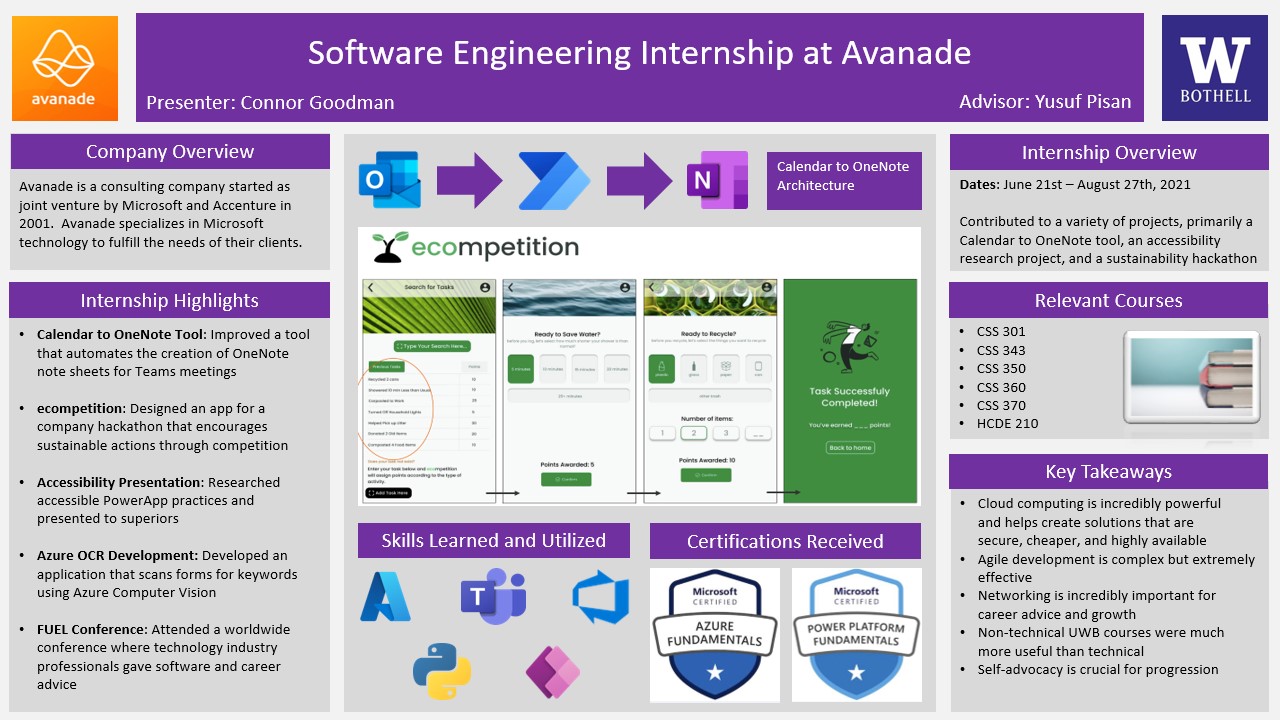 avanade
Software Engineering Internship at Avanade
Presenter: Connor Goodman
Advisor: Yusuf Pisan
W
BOTHELL
Company Overview
Avanade is a consulting company started as
joint venture by Microsoft and Accenture in
2001. Avanade specializes in Microsoft
technology to fulfill the needs of their clients.
Internship Highlights
• Calendar to OneNote Tool: Improved a tool
that automates the creation of OneNote
sheets for Teams meetings
• ecompetition: Designed an app for a
company hackathon that encourages
sustainable actions through competition
• Accessibility Presentation: Researched
accessible PowerApp practices and
presented to superiors
• Azure OCR Development: Developed an
application that scans forms for keywords
using Azure Computer Vision
• FUEL Conference: Attended a worldwide
conference where technology industry
professionals gave software and career
advice
O
N
Calendar to OneNote
Architecture
ecompetition
Search for Tasks
Type Your Search Here...
Previous Tasks
Recycled 3 cans
10
Showered 10 min Less than Usual
Carpooled to Work
Turned Off Household Lights
Helped Pick up Litter
Donated 3 Old Items
Composted 4 Food Items
Does your task not exist?
Enter your task below and ecompetition
will assign points according to the type of
activity.
Add Task Here
Ready to Save Water?
5 minutes
10 minutes
15 minutes
20 minutes
20+ minutes
Points Awarded: 5
Confirm
Ready to Recycle?
plastic
glass
paper
can
other trash
Number of items:
1
2
3
Points Awarded: 10
Confirm
Task Successfuly
Completed!
You've earned ___ points!
Back to home
Skills Learned and Utilized
T
Certifications Received
Microsoft
CERTIFIED
AZURE
FUNDAMENTALS
Microsoft
CERTIFIED
POWER PLATFORM
FUNDAMENTALS
Internship Overview
Dates: June 21st – August 27th, 2021
Contributed to a variety of projects, primarily a
Calendar to OneNote tool, an accessibility
research project, and a sustainability hackathon
Relevant Courses
•
• CSS 343
• CSS 350
• CSS 360
• CSS 370
• HCDE 210
Key Takeaways
• Cloud computing is incredibly powerful
and helps create solutions that are
secure, cheaper, and highly available
• Agile development is complex but extremely
effective
• Networking is incredibly important for
career advice and growth
• Non-technical UWB courses were much
more useful than technical
• Self-advocacy is crucial for progression